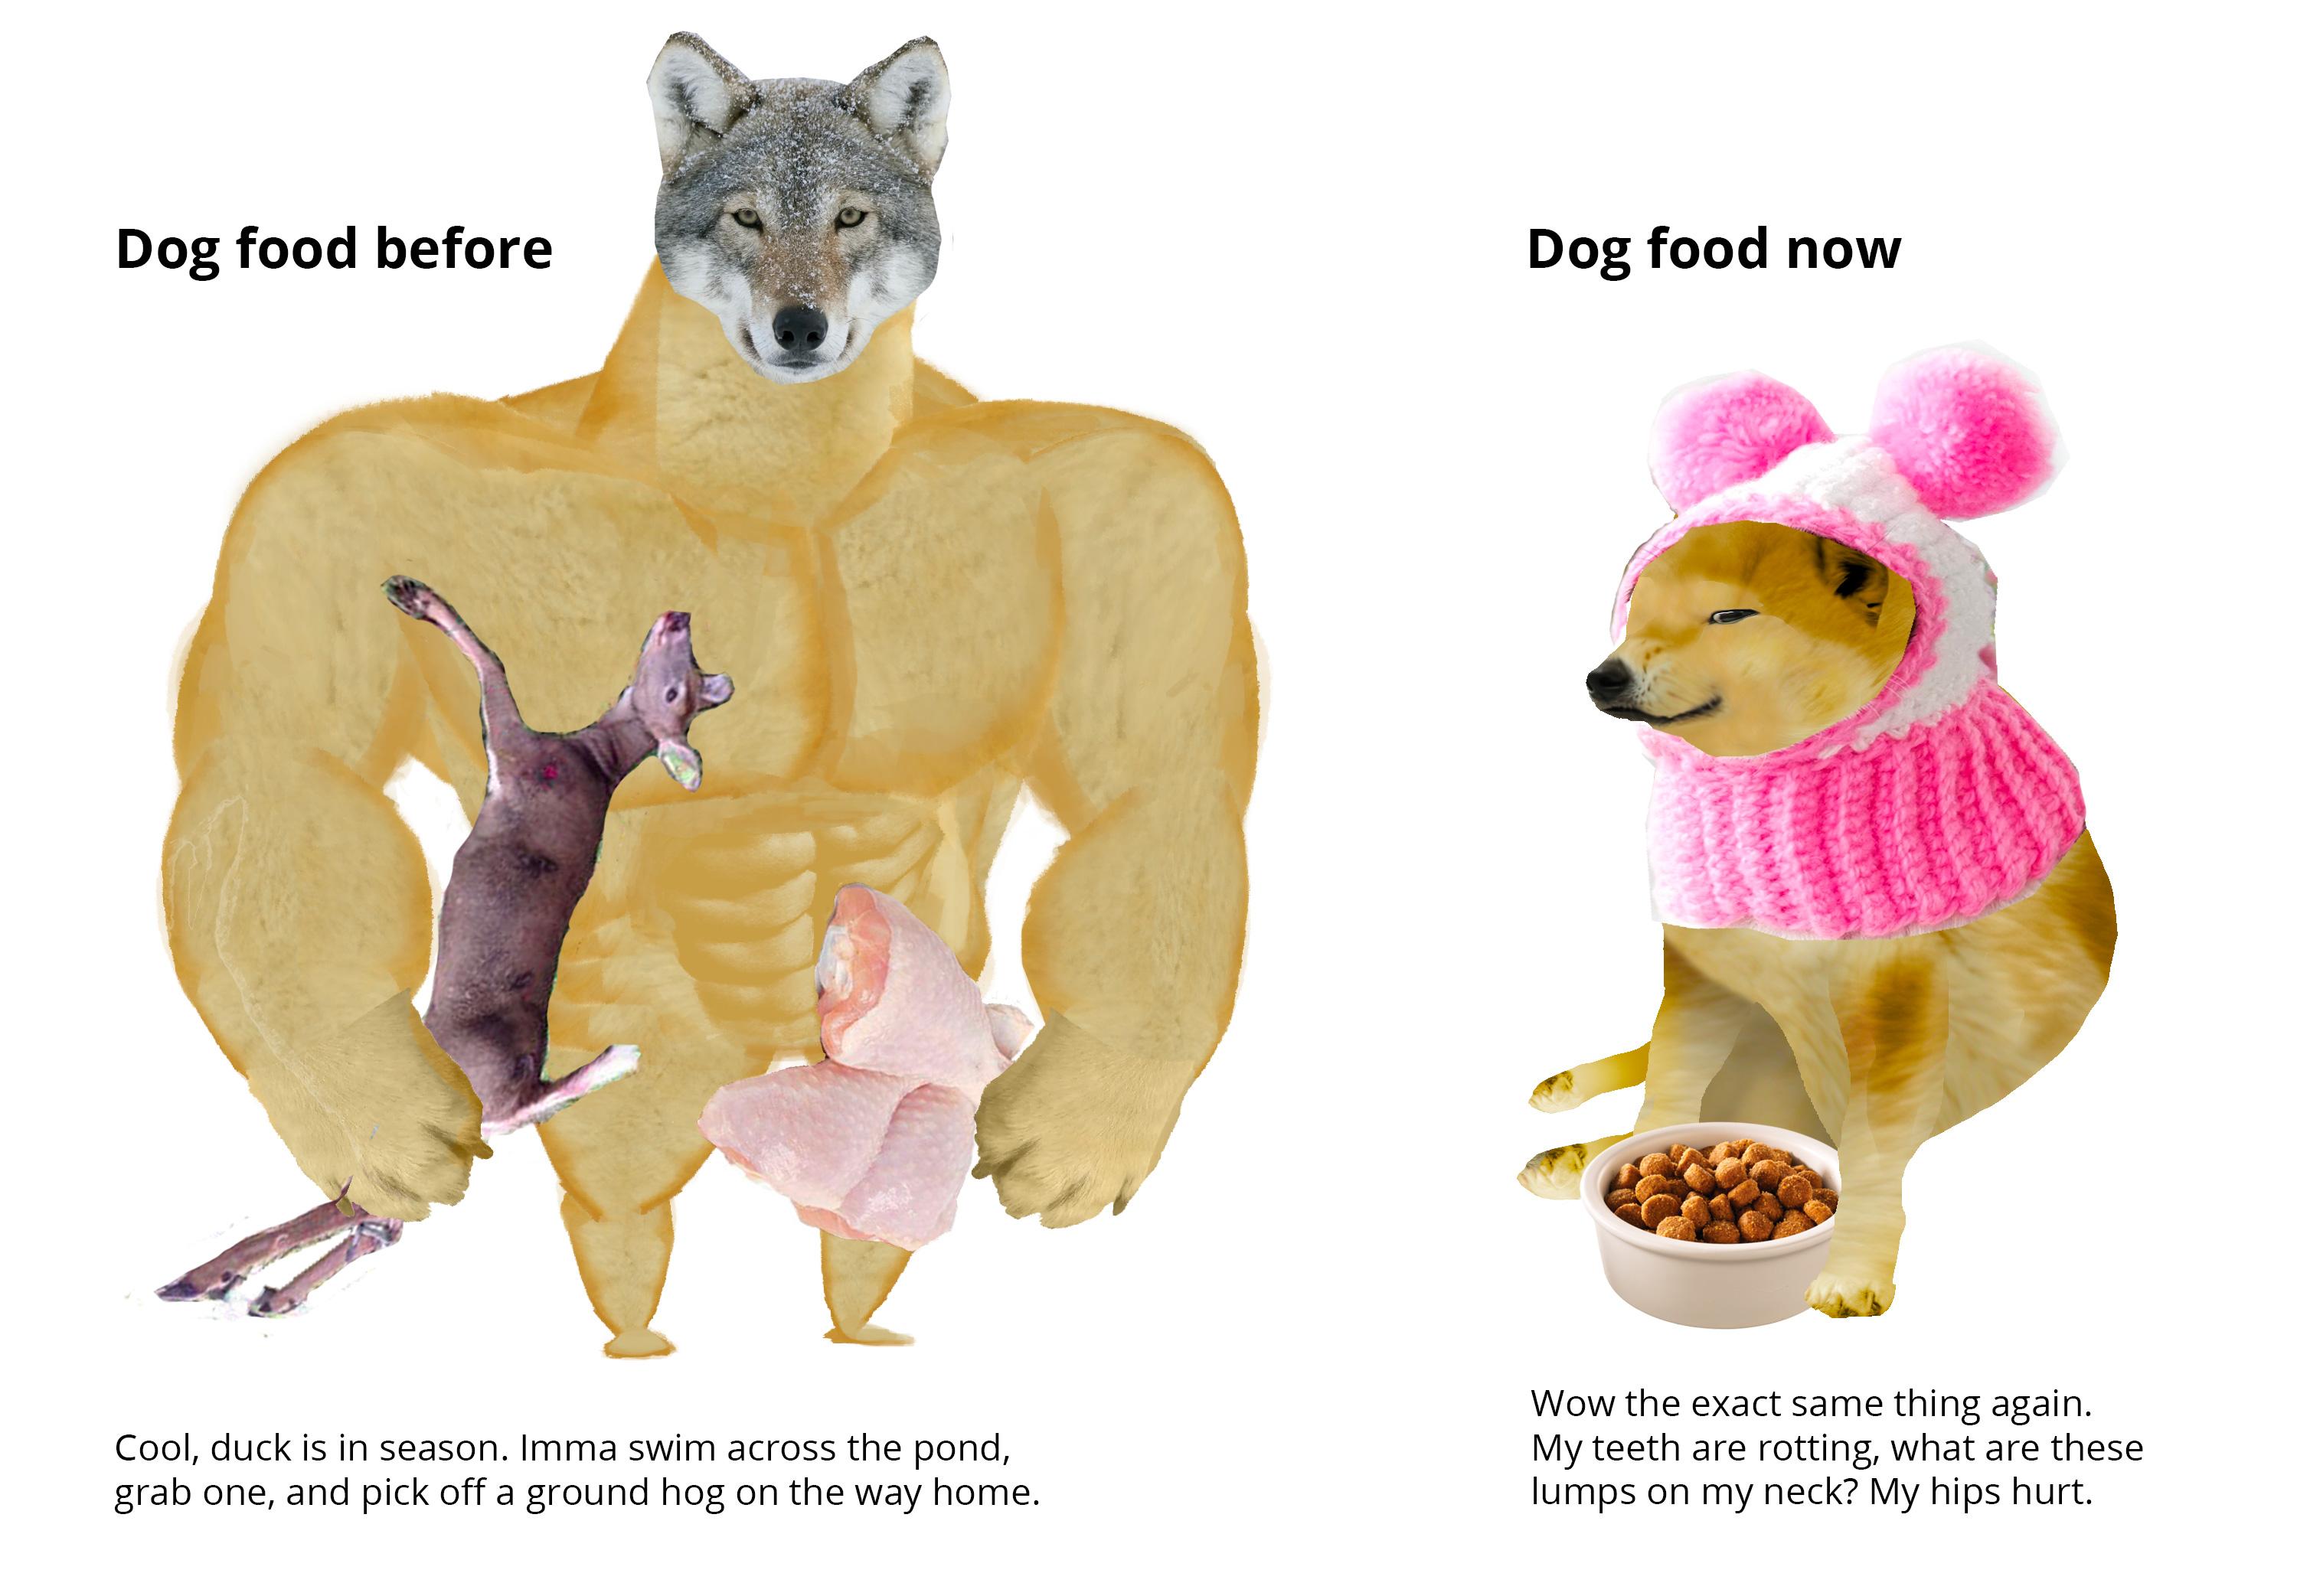 Dog food before
Dog food now
Cool, duck is in season. Imma swim across the pond,
grab one, and pick off a ground hog on the way home.
Wow the exact same thing again.
My teeth are rotting, what are these
lumps on my neck? My hips hurt.